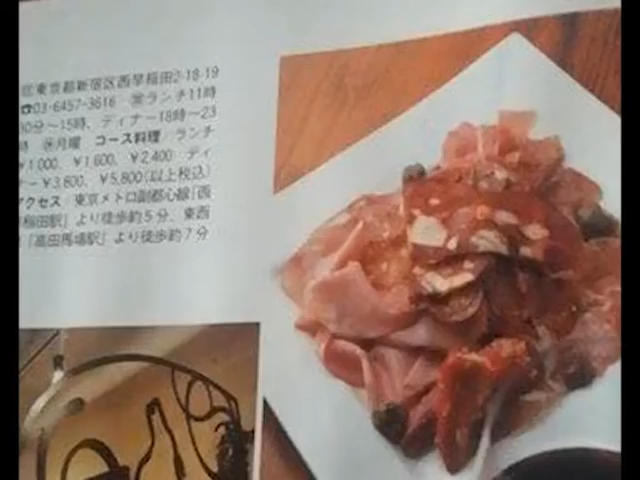 住東京都新宿区西早稲田2-18-19
☎03-6457-3616 営ランチ11時
30分〜15時、ディナー18時〜23
時 休月曜 コース料理 ランチ
¥1,000、¥1,600、¥2,400 ディ
ナー¥3,800、¥5,800(以上税込)
アクセス 東京メトロ副都心線「西
早稲田駅」より徒歩約5分、東西
「高田馬場駅」より徒歩約7分